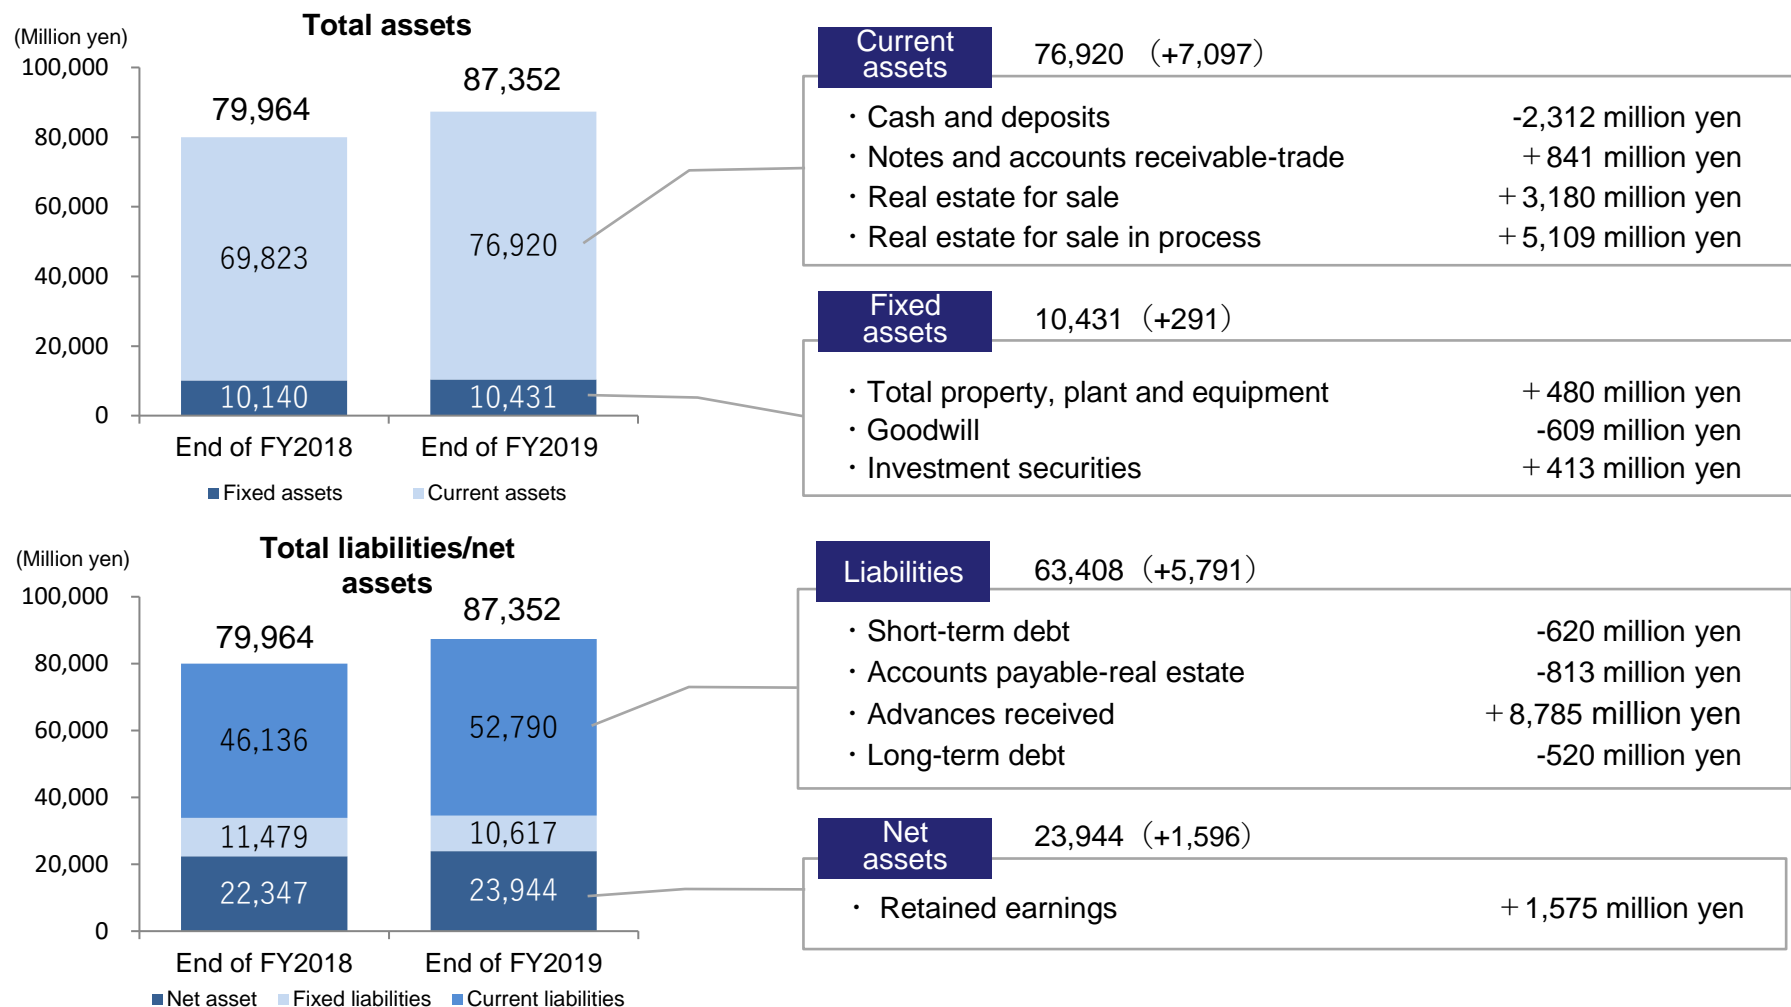 Total assets
(Million yen)
100,000
80,000
60,000
40,000
20,000
0
79,964
87,352
69,823
76,920
10,140
10,431
End of FY2018
End of FY2019
Fixed assets
Current assets
Current
assets
76,920 （+7,097）
・Cash and deposits -2,312 million yen
・Notes and accounts receivable-trade ＋841 million yen
・Real estate for sale ＋3,180 million yen
・Real estate for sale in process ＋5,109 million yen
Fixed
assets
10,431 （+291）
・Total property, plant and equipment ＋480 million yen
・Goodwill -609 million yen
・Investment securities ＋413 million yen
Total liabilities/net
assets
(Million yen)
100,000
80,000
60,000
40,000
20,000
0
79,964
87,352
46,136
52,790
11,479
10,617
22,347
23,944
End of FY2018
End of FY2019
Net asset
Fixed liabilities
Current liabilities
Liabilities
63,408 （+5,791）
・Short-term debt -620 million yen
・Accounts payable-real estate -813 million yen
・Advances received ＋8,785 million yen
・Long-term debt -520 million yen
Net
assets
23,944 （+1,596）
・ Retained earnings ＋1,575 million yen